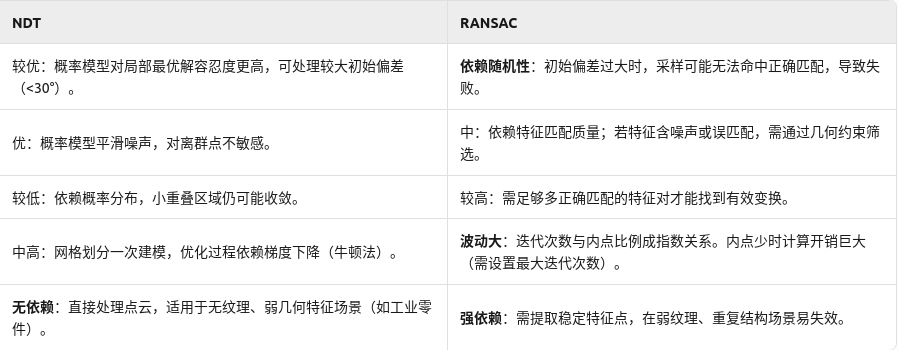 NDT
RANSAC
较优：概率模型对局部最优解容忍度更高，可处理较大初始偏差
（<30°）。
依赖随机性：初始偏差过大时，采样可能无法命中正确匹配，导致失
败。
优：概率模型平滑噪声，对离群点不敏感。
中：依赖特征匹配质量；若特征含噪声或误匹配，需通过几何约束筛
选。
较低：依赖概率分布，小重叠区域仍可能收敛。
较高：需足够多正确匹配的特征对才能找到有效变换。
中高：网格划分一次建模，优化过程依赖梯度下降（牛顿法）。
波动大：迭代次数与内点比例成指数关系。内点少时计算开销巨大
（需设置最大迭代次数）。
无依赖：直接处理点云，适用于无纹理、弱几何特征场景（如工业零
件）。
强依赖：需提取稳定特征点，在弱纹理、重复结构场景易失效。